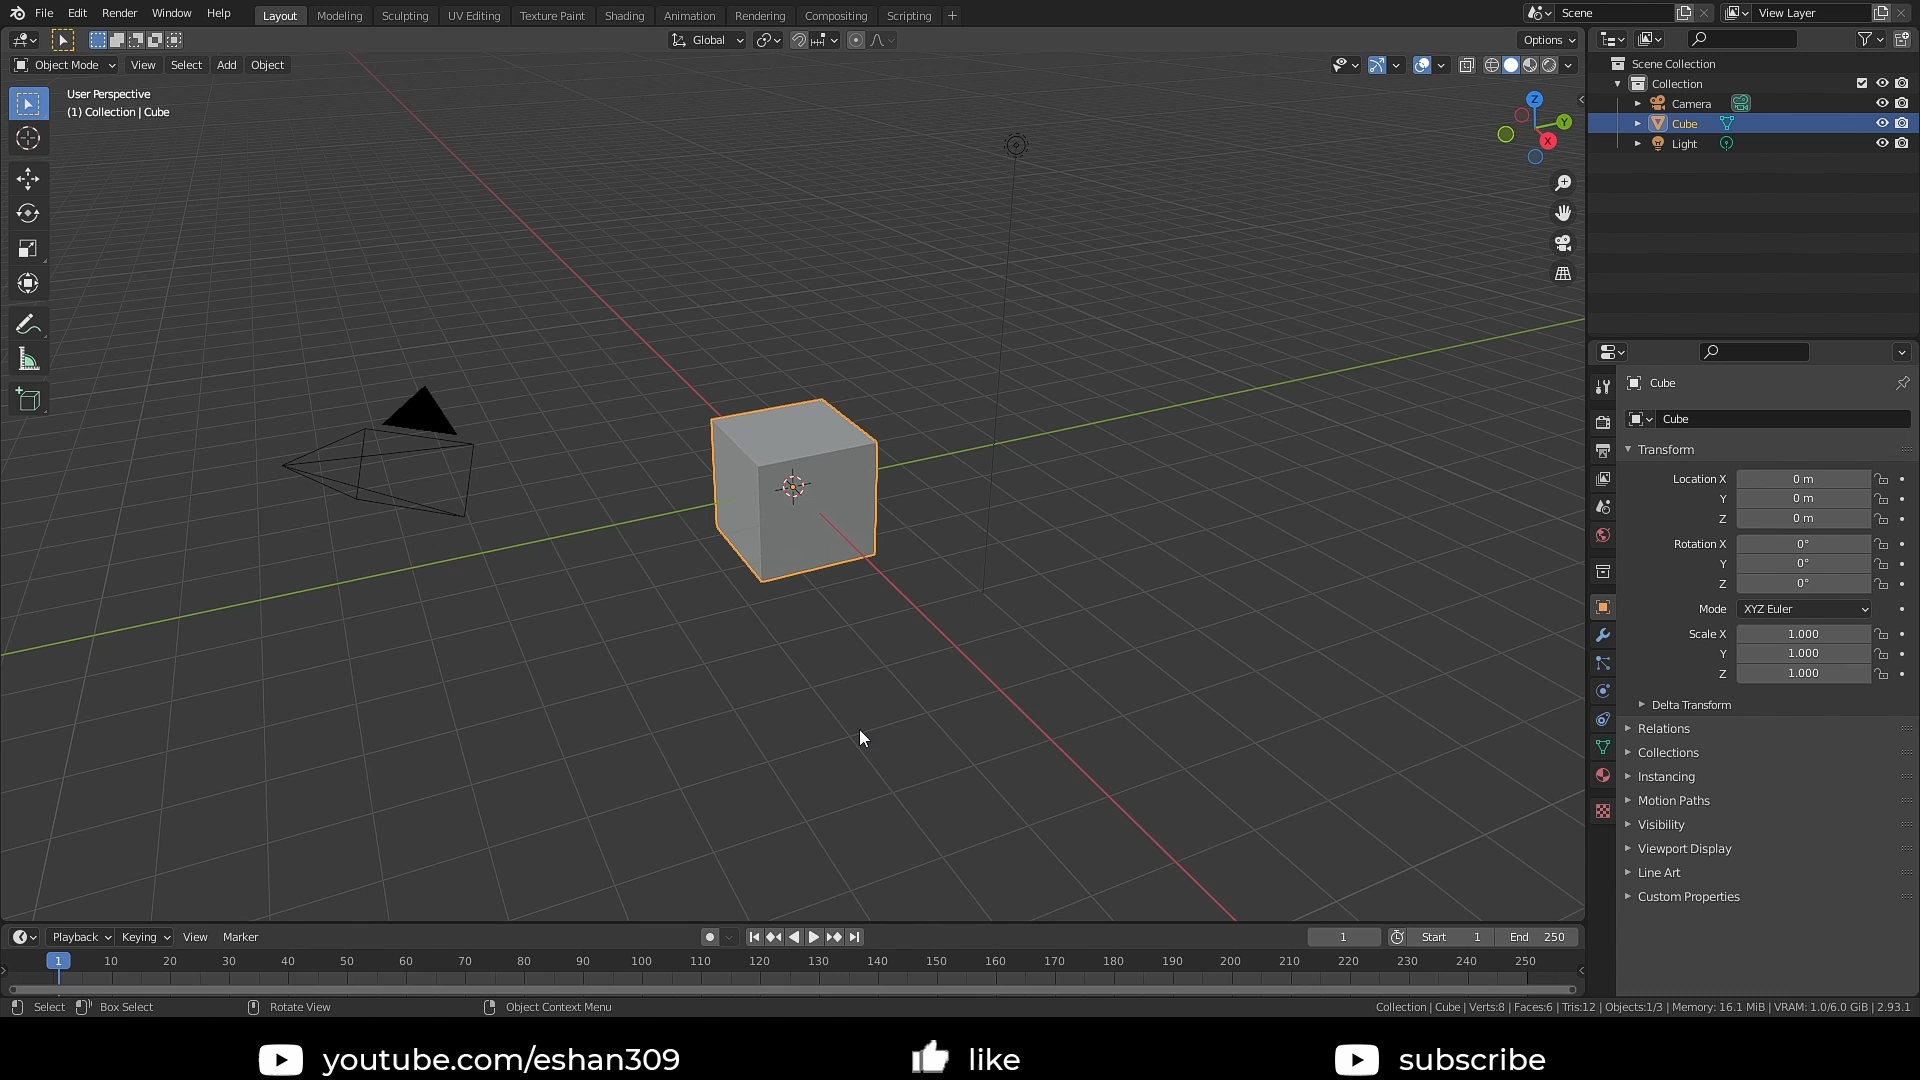 File Edit Render Window Help Layout Modeling Sculpting UV Editing Texture Paint Shading Animation Rendering Compositing Scripting + Scene View Layer
Global Options
Object Mode View Select Add Object
User Perspective
(1) Collection | Cube
Z
Y
X
Scene Collection
Collection
Camera
Cube
Light
Cube
Cube
Transform
Location X 0 m
Y 0 m
Z 0 m
Rotation X 0°
Y 0°
Z 0°
Mode XYZ Euler
Scale X 1.000
Y 1.000
Z 1.000
Delta Transform
Relations
Collections
Instancing
Motion Paths
Visibility
Viewport Display
Line Art
Custom Properties
Playback Keying View Marker 1 Start 1 End 250
1 10 20 30 40 50 60 70 80 90 100 110 120 130 140 150 160 170 180 190 200 210 220 230 240 250
Select Box Select Rotate View Object Context Menu Collection | Cube | Verts:8 | Faces:6 | Tris:12 | Objects:1/3 | Memory: 16.1 MiB | VRAM: 1.0/6.0 GiB | 2.93.1
youtube.com/eshan309 like subscribe